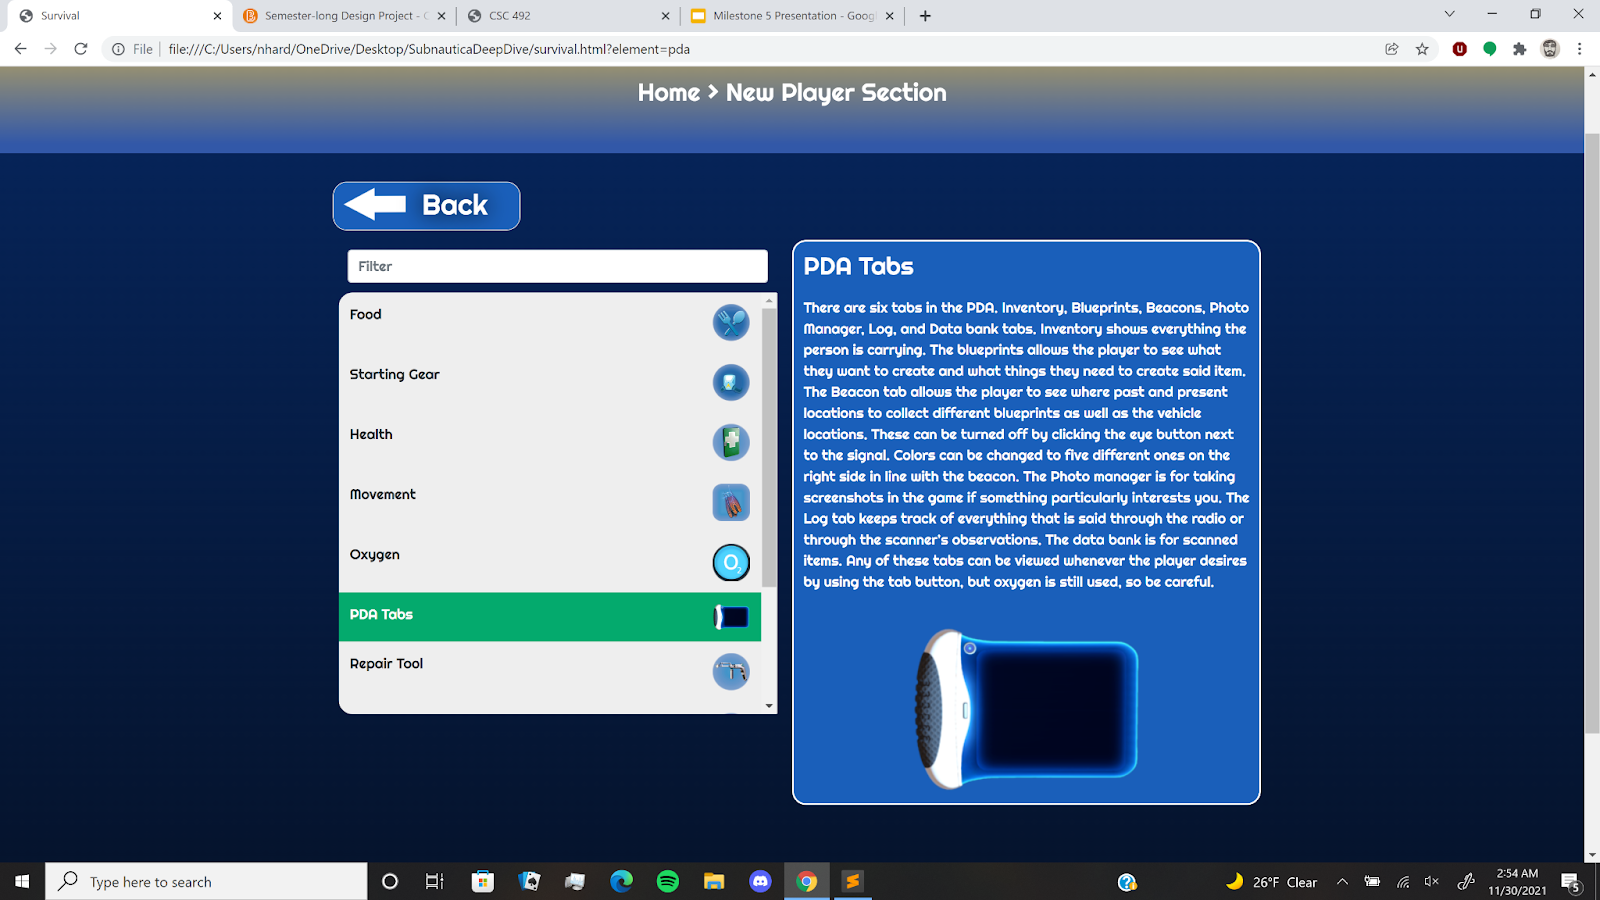 Survival
Semester-long Design Project - C
CSC 492
Milestone 5 Presentation - Googl
File
file:///C:/Users/nhard/OneDrive/Desktop/SubnauticaDeepDive/survival.html?element=pda
Home > New Player Section
Back
Filter
Food
Starting Gear
Health
Movement
Oxygen
O2
PDA Tabs
Repair Tool
PDA Tabs
There are six tabs in the PDA. Inventory, Blueprints, Beacons, Photo
Manager, Log, and Data bank tabs. Inventory shows everything the
person is carrying. The blueprints allows the player to see what
they want to create and what things they need to create said item.
The Beacon tab allows the player to see where past and present
locations to collect different blueprints as well as the vehicle
locations. These can be turned off by clicking the eye button next
to the signal. Colors can be changed to five different ones on the
right side in line with the beacon. The Photo manager is for taking
screenshots in the game if something particularly interests you. The
Log tab keeps track of everything that is said through the radio or
through the scanner's observations. The data bank is for scanned
items. Any of these tabs can be viewed whenever the player desires
by using the tab button, but oxygen is still used, so be careful.
Type here to search
26°F Clear
2:54 AM
11/30/2021
5